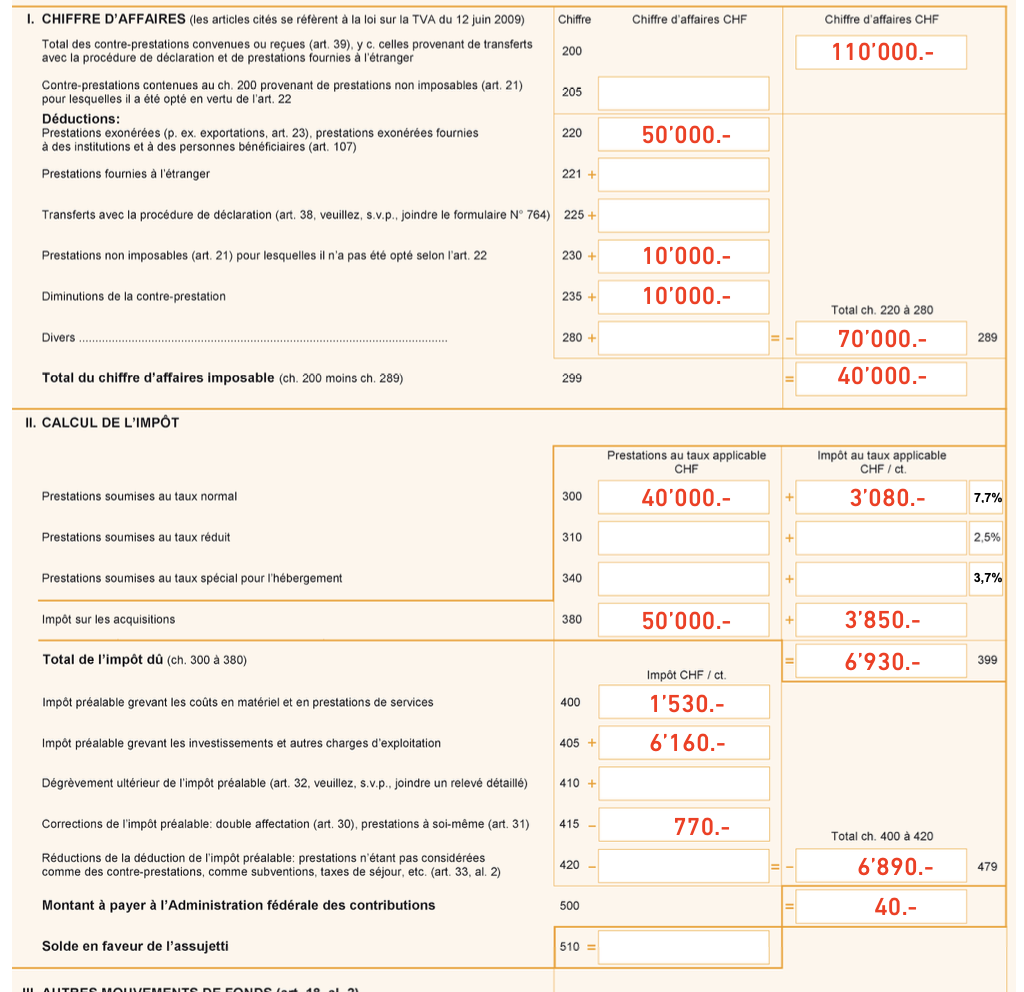 I. CHIFFRE D'AFFAIRES (les articles cités se réfèrent à la loi sur la TVA du 12 juin 2009) Chiffre Chiffre d'affaires CHF Chiffre d'affaires CHF
Total des contre-prestations convenues ou reçues (art. 39), y c. celles provenant de transferts
avec la procédure de déclaration et de prestations fournies à l'étranger 200 110'000.-
Contre-prestations contenues au ch. 200 provenant de prestations non imposables (art. 21)
pour lesquelles il a été opté en vertu de l'art. 22 205
Déductions:
Prestations exonérées (p. ex. exportations, art. 23), prestations exonérées fournies
à des institutions et à des personnes bénéficiaires (art. 107) 220 50'000.-
Prestations fournies à l'étranger 221 +
Transferts avec la procédure de déclaration (art. 38, veuillez, s.v.p., joindre le formulaire N° 764) 225 +
Prestations non imposables (art. 21) pour lesquelles il n'a pas été opté selon l'art. 22 230 + 10'000.-
Diminutions de la contre-prestation 235 + 10'000.-
Total ch. 220 à 280
Divers ................................................................ 280 + = – 70'000.- 289
Total du chiffre d'affaires imposable (ch. 200 moins ch. 289) 299 = 40'000.-
II. CALCUL DE L'IMPÔT
Prestations au taux applicable Impôt au taux applicable
CHF CHF / ct.
Prestations soumises au taux normal 300 40'000.- + 3'080.- 7,7%
Prestations soumises au taux réduit 310 + 2,5%
Prestations soumises au taux spécial pour l'hébergement 340 + 3,7%
Impôt sur les acquisitions 380 50'000.- + 3'850.-
Total de l'impôt dû (ch. 300 à 380) = 6'930.- 399
Impôt CHF / ct.
Impôt préalable grevant les coûts en matériel et en prestations de services 400 1'530.-
Impôt préalable grevant les investissements et autres charges d'exploitation 405 + 6'160.-
Dégrèvement ultérieur de l'impôt préalable (art. 32, veuillez, s.v.p., joindre un relevé détaillé) 410 +
Corrections de l'impôt préalable: double affectation (art. 30), prestations à soi-même (art. 31) 415 – 770.-
Total ch. 400 à 420
Réductions de la déduction de l'impôt préalable: prestations n'étant pas considérées
comme des contre-prestations, comme subventions, taxes de séjour, etc. (art. 33, al. 2) 420 – = – 6'890.- 479
Montant à payer à l'Administration fédérale des contributions 500 = 40.-
Solde en faveur de l'assujetti 510 =
III. AUTRES MOUVEMENTS DE FONDS (art. 18, al. 2)